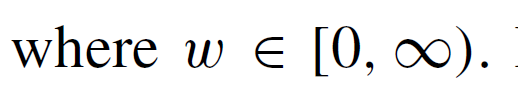 where w ∈ [0, ∞).